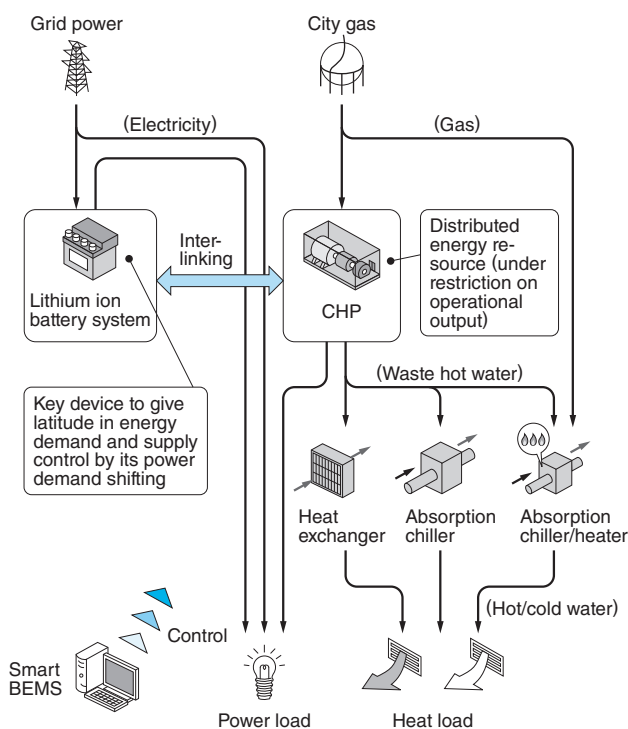 Grid power
City gas
(Electricity)
(Gas)
Lithium ion
battery system
Inter-
linking
CHP
Distributed
energy re-
source (under
restriction on
operational
output)
Key device to give
latitude in energy
demand and supply
control by its power
demand shifting
(Waste hot water)
Heat
exchanger
Absorption
chiller
Absorption
chiller/heater
(Hot/cold water)
Control
Smart
BEMS
Power load
Heat load